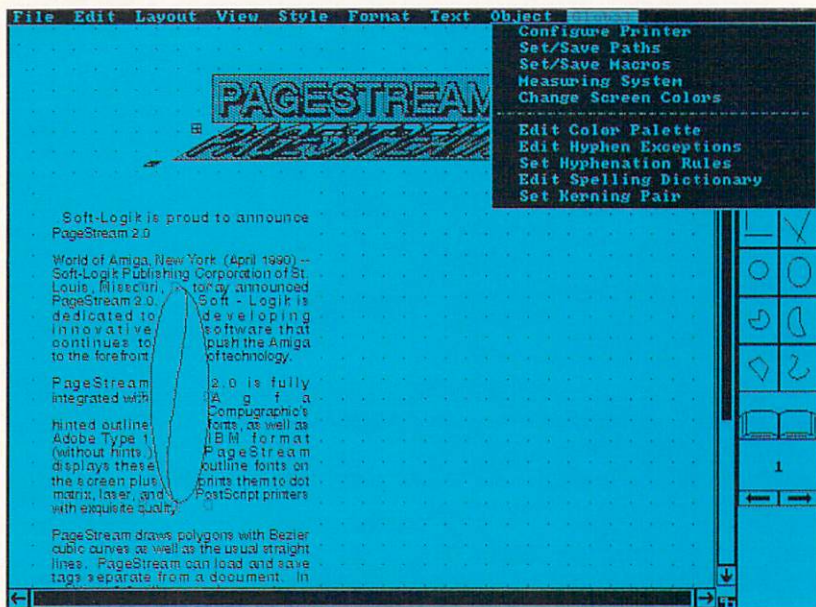 File Edit Layout View Style Format Text Object Global
Configure Printer
Set/Save Paths
Set/Save Macros
Measuring System
Change Screen Colors
Edit Color Palette
Edit Hyphen Exceptions
Set Hyphenation Rules
Edit Spelling Dictionary
Set Kerning Pair
PAGESTREAM
PAGESTREAM
Soft-Logik is proud to announce
PageStream 2.0
World of Amiga, New York (April 1990) --
Soft-Logik Publishing Corporation of St.
Louis, Missouri, today announced
PageStream 2.0. Soft-Logik is
dedicated to developing
innovative software that
continues to push the Amiga
to the forefront of technology.
PageStream 2.0 is fully
integrated with Agfa
Compugraphic's
hinted outline fonts, as well as
Adobe Type 1 IBM format
(without hints.) PageStream
displays these outline fonts on
the screen plus prints them to dot
matrix, laser, and PostScript printers
with exquisite quality.
PageStream draws polygons with Bezier
cubic curves as well as the usual straight
lines. PageStream can load and save
tags separate from a document. In
1